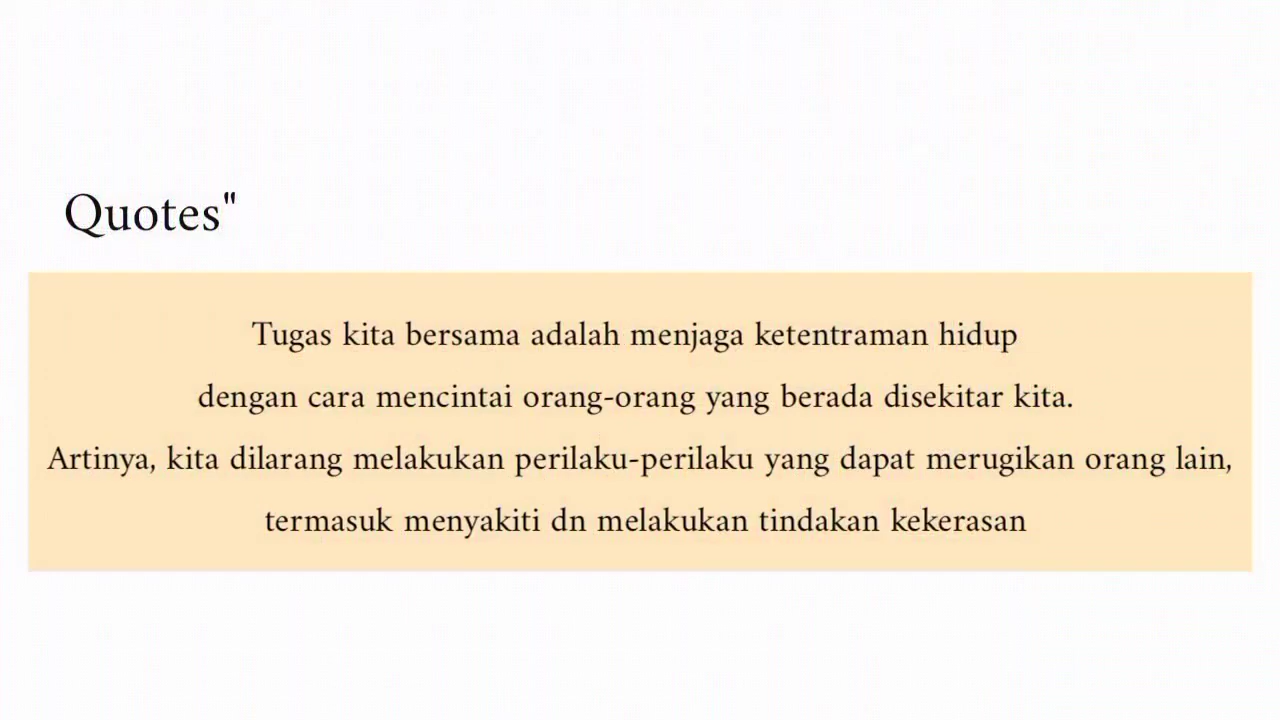 Quotes"
Tugas kita bersama adalah menjaga ketentraman hidup
dengan cara mencintai orang-orang yang berada disekitar kita.
Artinya, kita dilarang melakukan perilaku-perilaku yang dapat merugikan orang lain,
termasuk menyakiti dn melakukan tindakan kekerasan